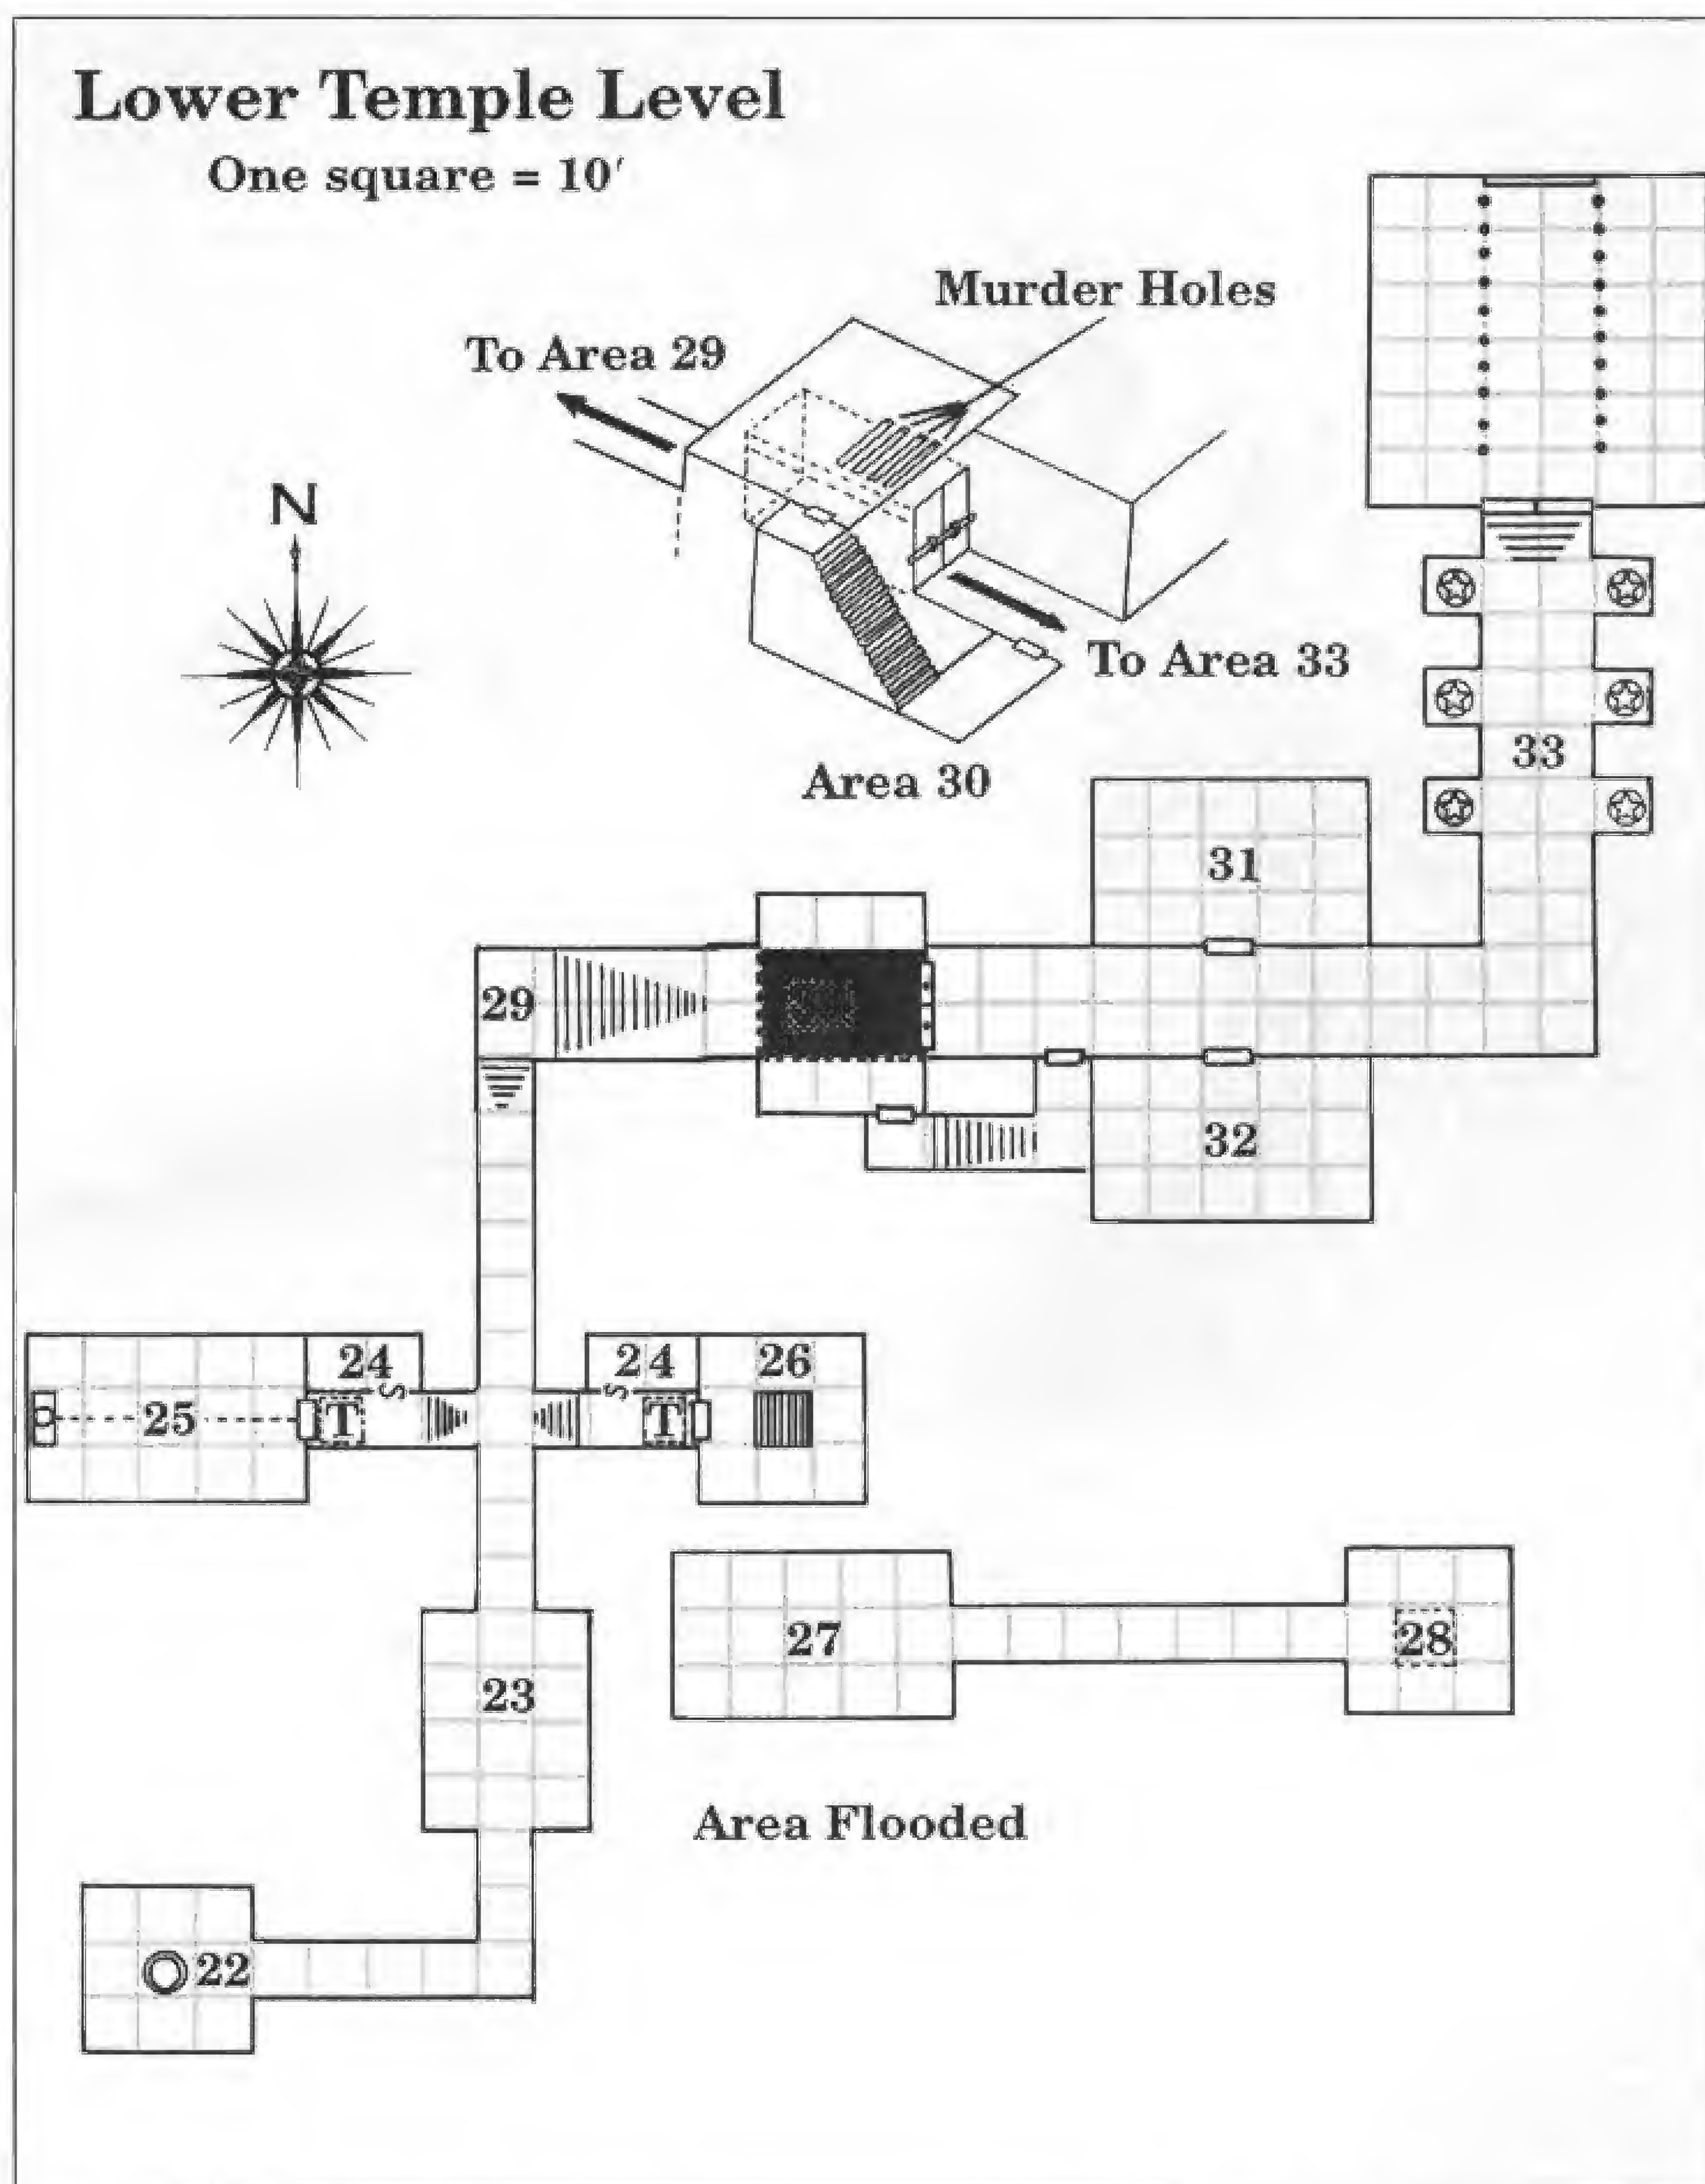 Lower Temple Level
One square = 10′
Murder Holes
To Area 29
N
To Area 33
33
Area 30
31
29
32
24
24
26
S
S
25
T
T
27
28
23
Area Flooded
22